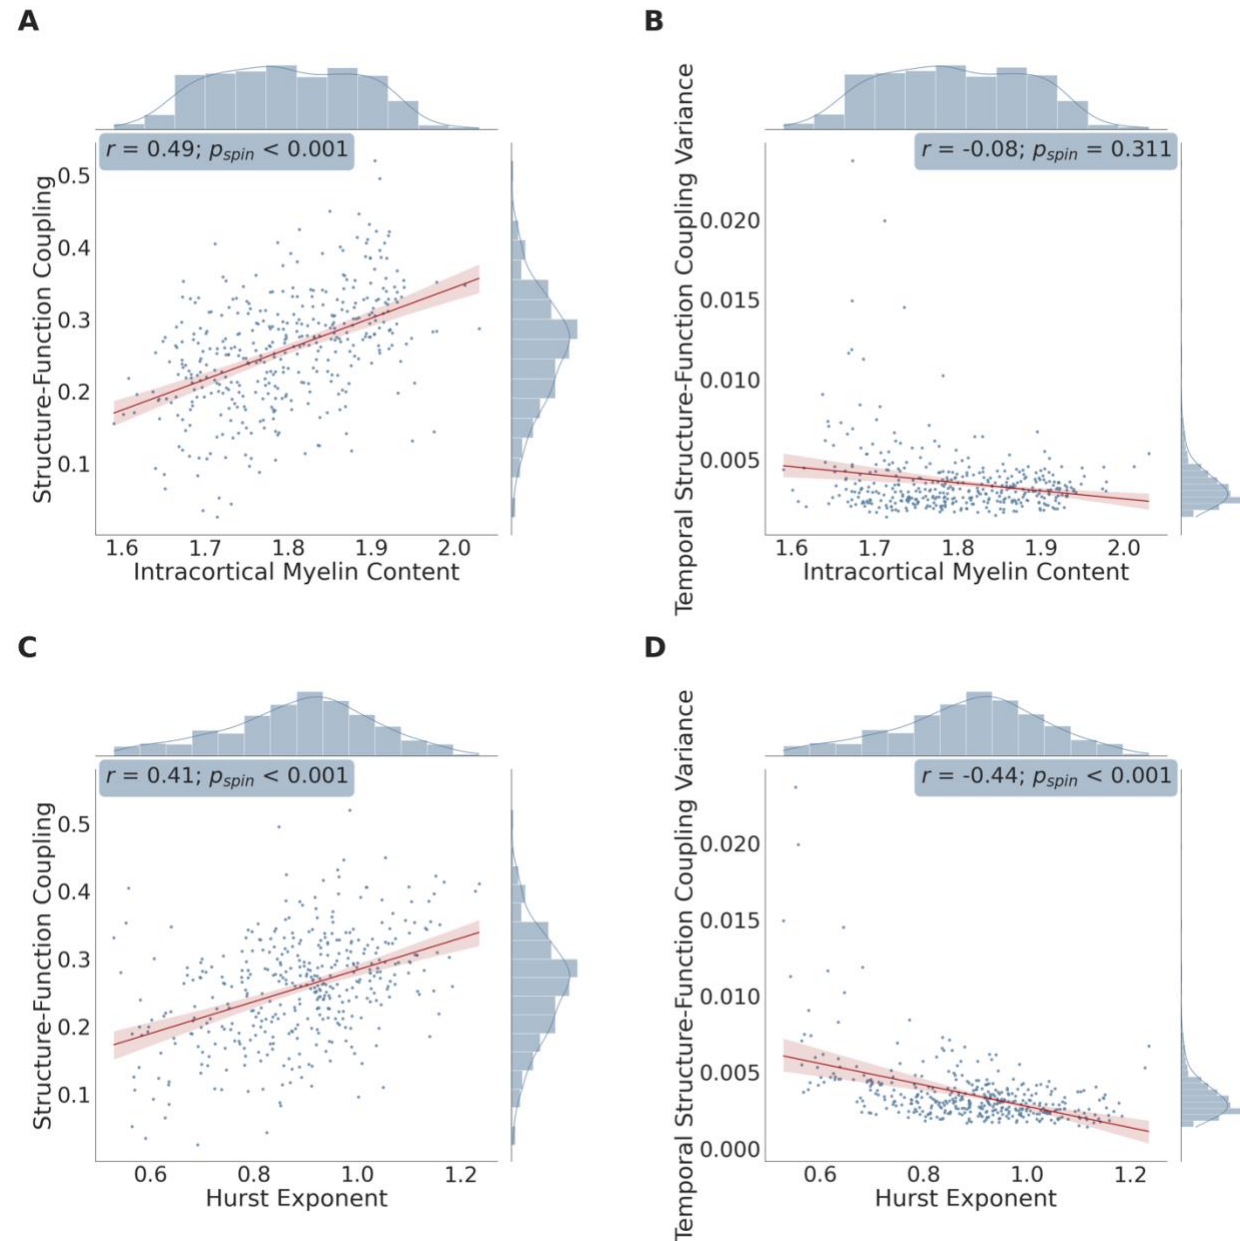 A
r = 0.49; p_spin < 0.001
Structure-Function Coupling
0.5
0.4
0.3
0.2
0.1
1.6 1.7 1.8 1.9 2.0
Intracortical Myelin Content
B
r = -0.08; p_spin = 0.311
Temporal Structure-Function Coupling Variance
0.020
0.015
0.010
0.005
1.6 1.7 1.8 1.9 2.0
Intracortical Myelin Content
C
r = 0.41; p_spin < 0.001
Structure-Function Coupling
0.5
0.4
0.3
0.2
0.1
0.6 0.8 1.0 1.2
Hurst Exponent
D
r = -0.44; p_spin < 0.001
Temporal Structure-Function Coupling Variance
0.020
0.015
0.010
0.005
0.000
0.6 0.8 1.0 1.2
Hurst Exponent